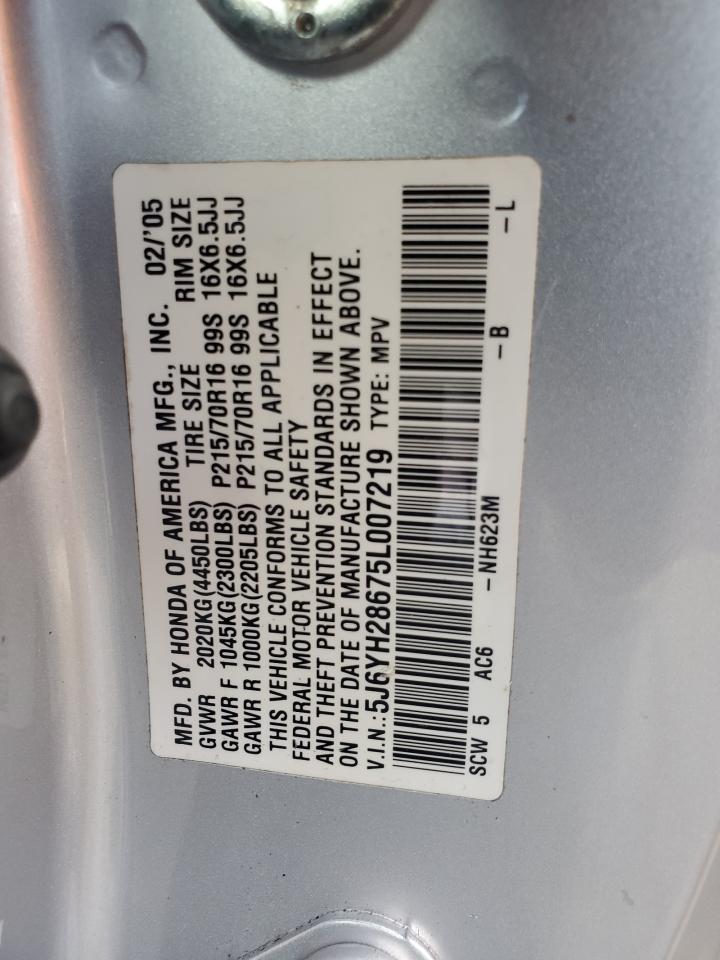 MFD. BY HONDA OF AMERICA MFG., INC. 02/'05
GVWR 2020KG(4450LBS) TIRE SIZE RIM SIZE
GAWR F 1045KG(2300LBS) P215/70R16 99S 16X6.5JJ
GAWR R 1000KG(2205LBS) P215/70R16 99S 16X6.5JJ
THIS VEHICLE CONFORMS TO ALL APPLICABLE
FEDERAL MOTOR VEHICLE SAFETY
AND THEFT PREVENTION STANDARDS IN EFFECT
ON THE DATE OF MANUFACTURE SHOWN ABOVE.
V.I.N.:5J6YH28675L007219 TYPE: MPV
SCW 5 AC6 -NH623M -B -L